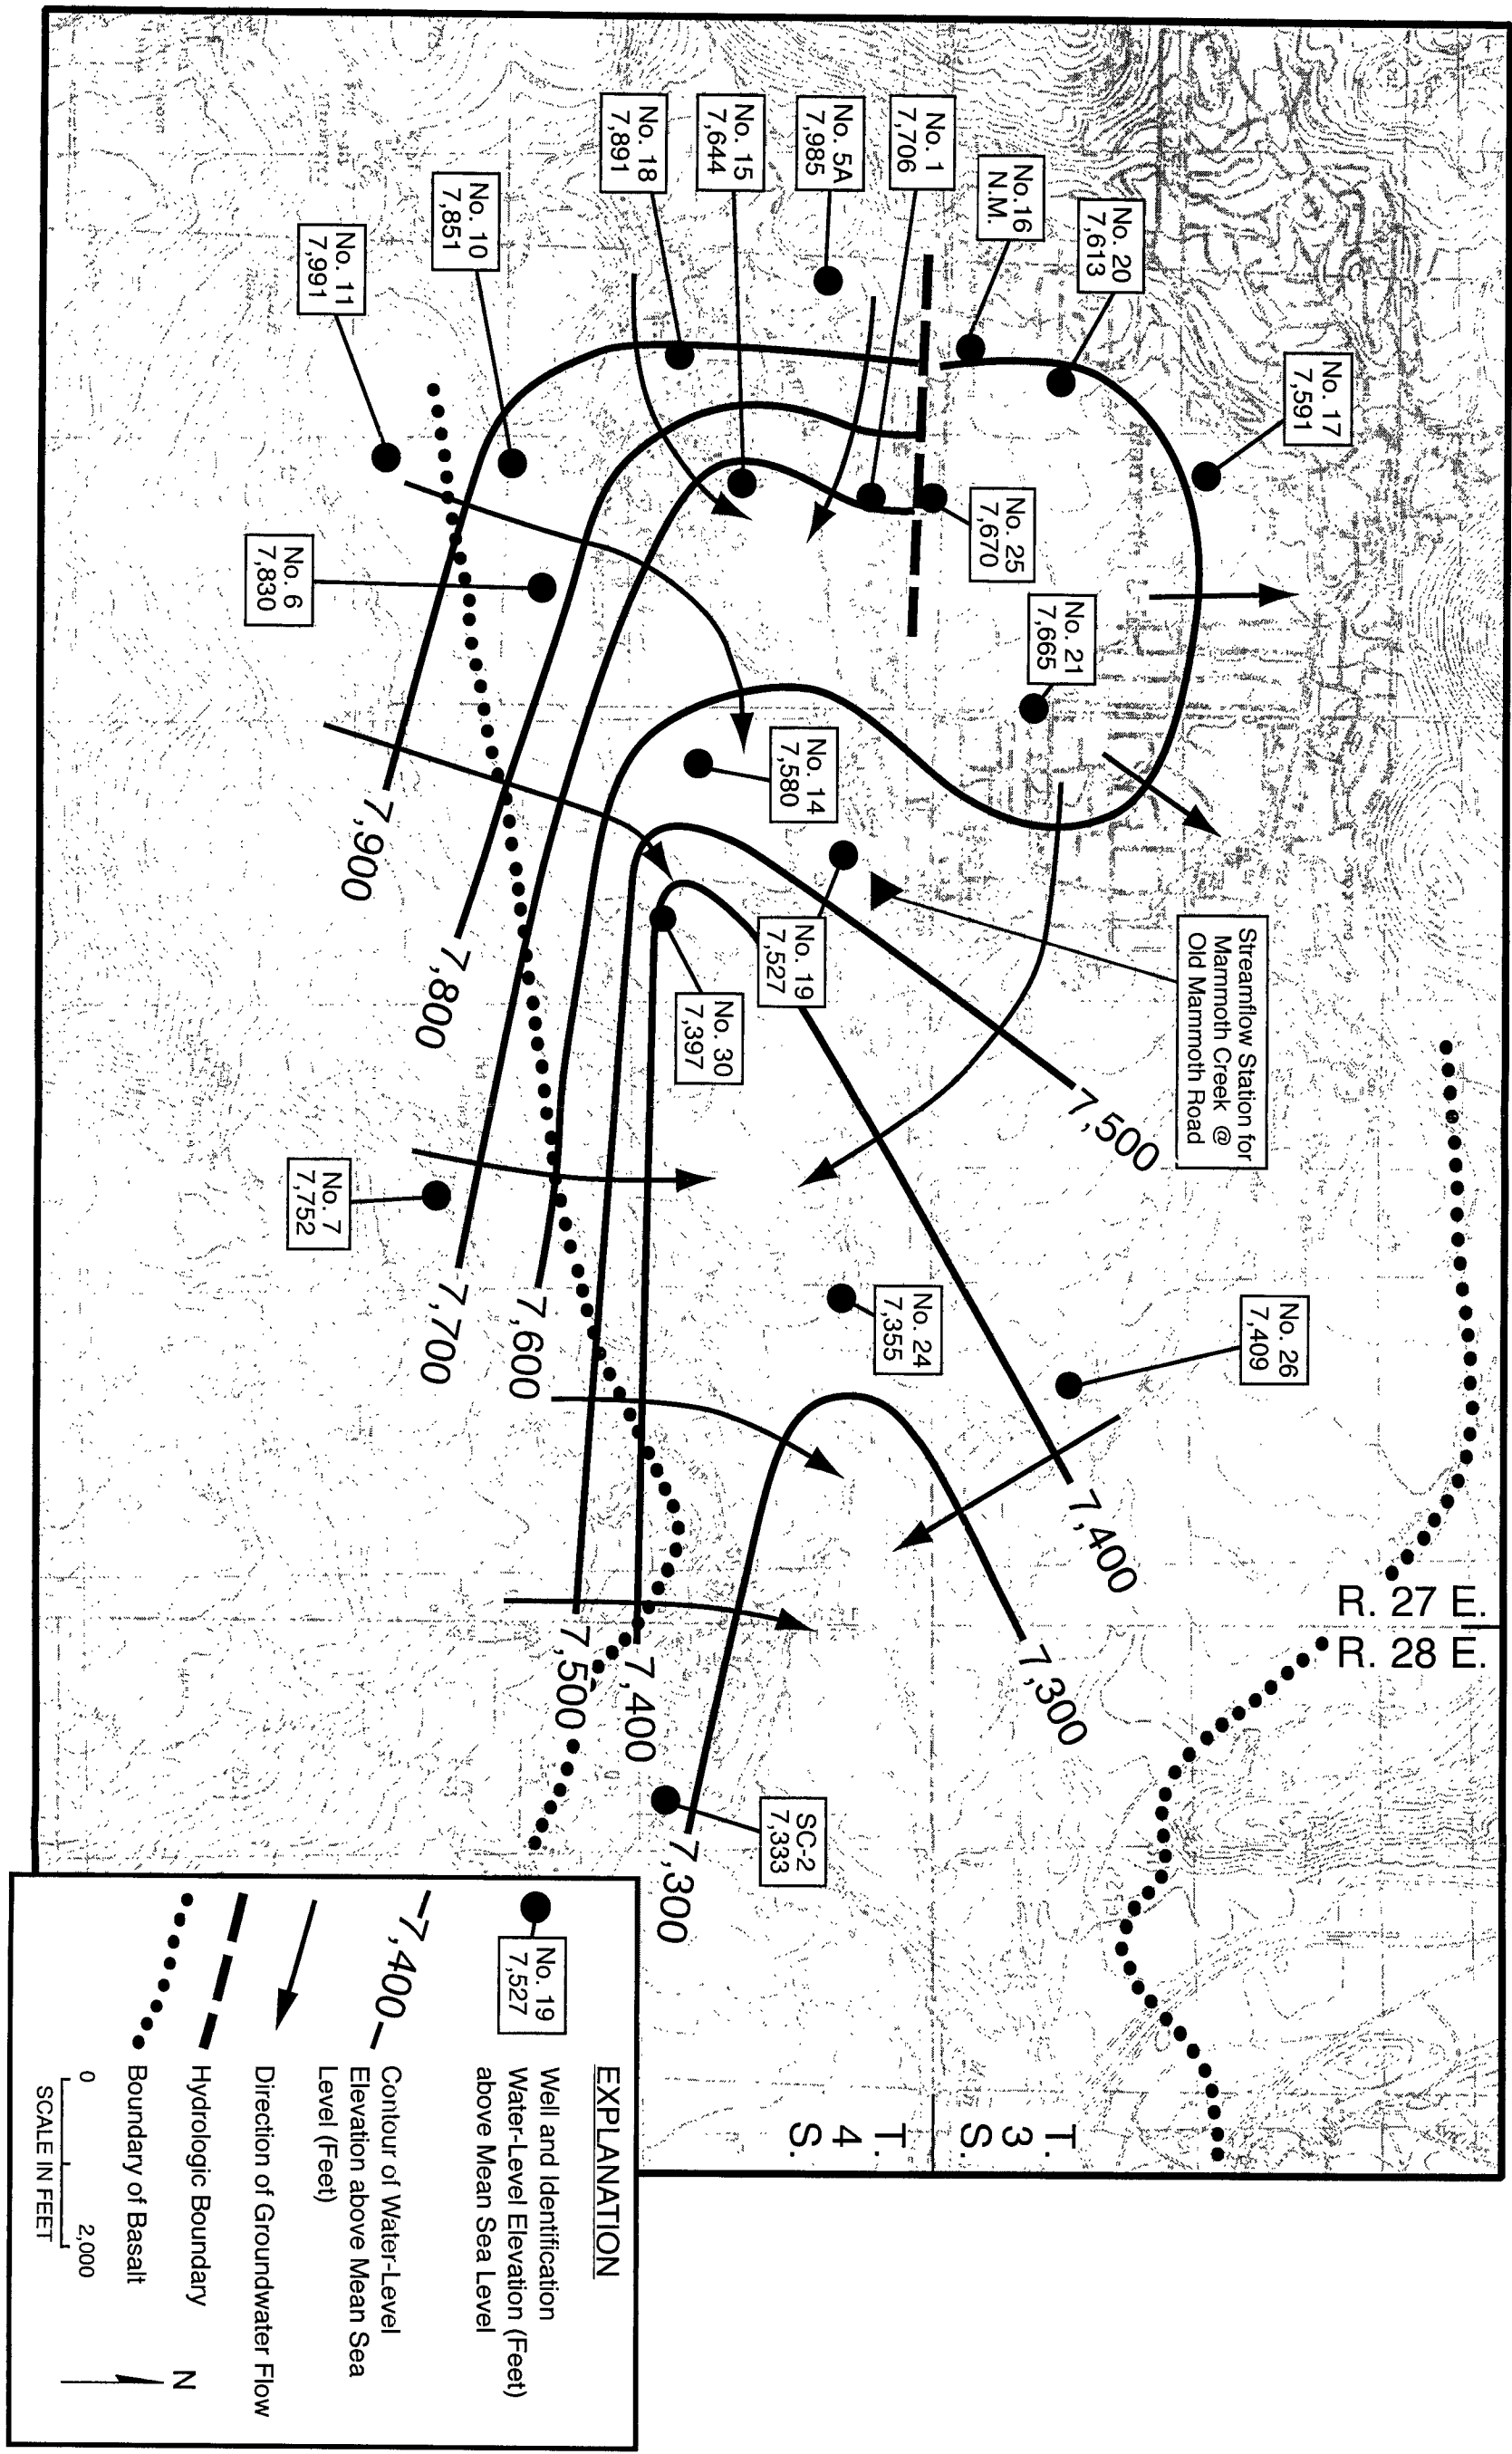 No. 17
7,591
No. 20
7,613
No.16
N.M.
No. 1
7,706
No. 5A
7,985
No. 15
7,644
No. 18
7,891
No. 10
7,851
No. 11
7,991
No. 25
7,670
No. 21
7,665
No. 6
7,830
No. 14
7,580
No. 19
7,527
No. 30
7,397
Streamflow Station for
Mammoth Creek @
Old Mammoth Road
No. 7
7,752
No. 24
7,355
No. 26
7,409
SC-2
7,333
7,900
7,800
7,700
7,600
7,500
7,400
7,300
7,500
7,400
7,300
R. 27 E.
R. 28 E.
T.
3
S.
T.
4
S.
EXPLANATION
No. 19
7,527
Well and Identification
Water-Level Elevation (Feet)
above Mean Sea Level
7,400
Contour of Water-Level
Elevation above Mean Sea
Level (Feet)
Direction of Groundwater Flow
Hydrologic Boundary
Boundary of Basalt
0
2,000
SCALE IN FEET
N